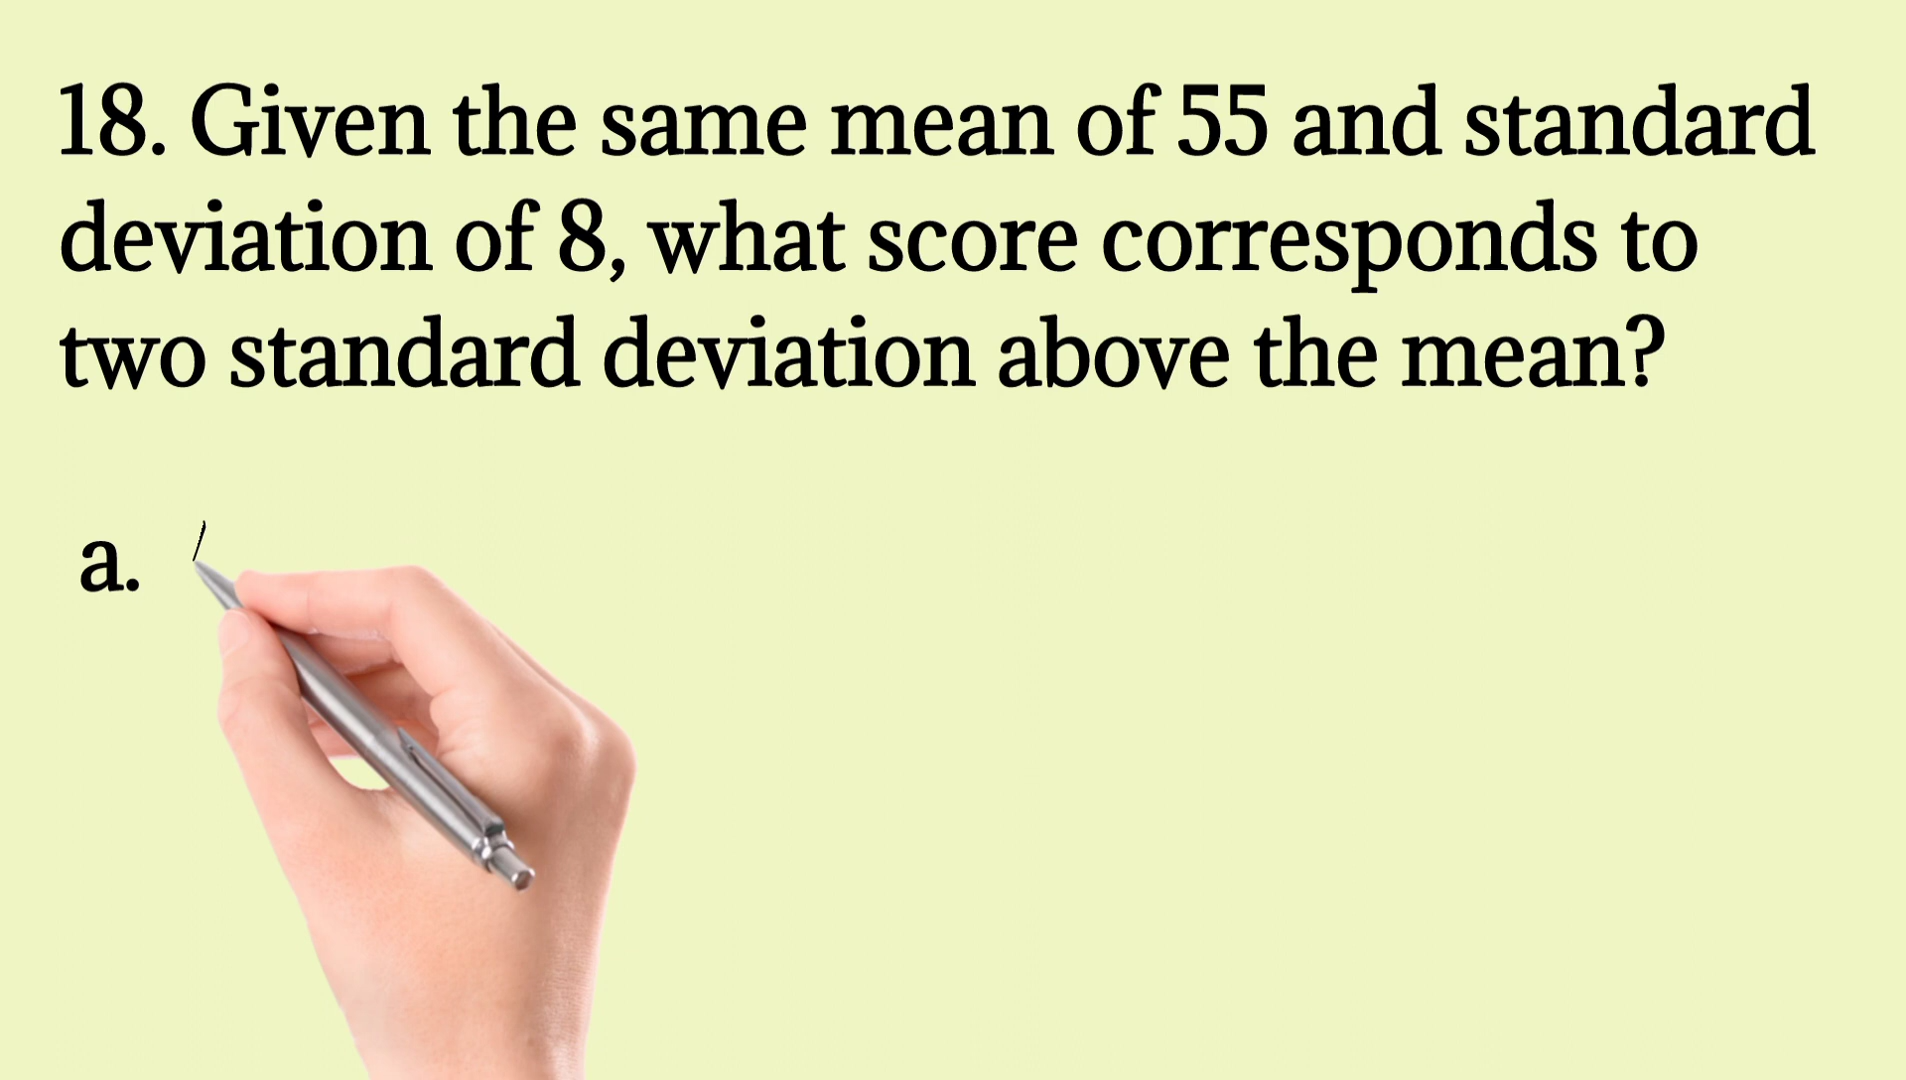 18. Given the same mean of 55 and standard
deviation of 8, what score corresponds to
two standard deviation above the mean?
a.